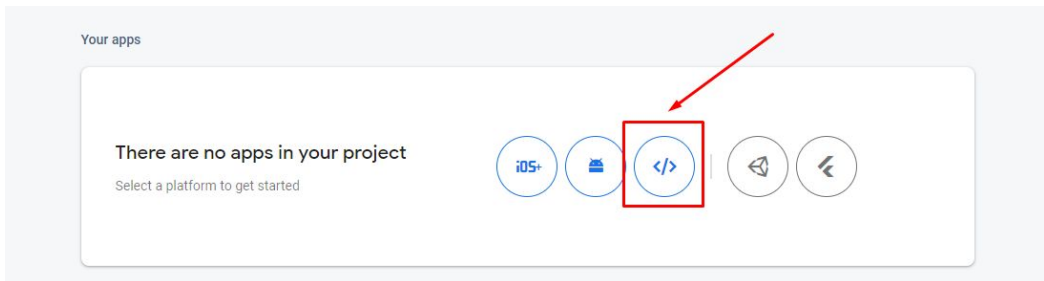 Your apps
There are no apps in your project
Select a platform to get started
iOS+
</>